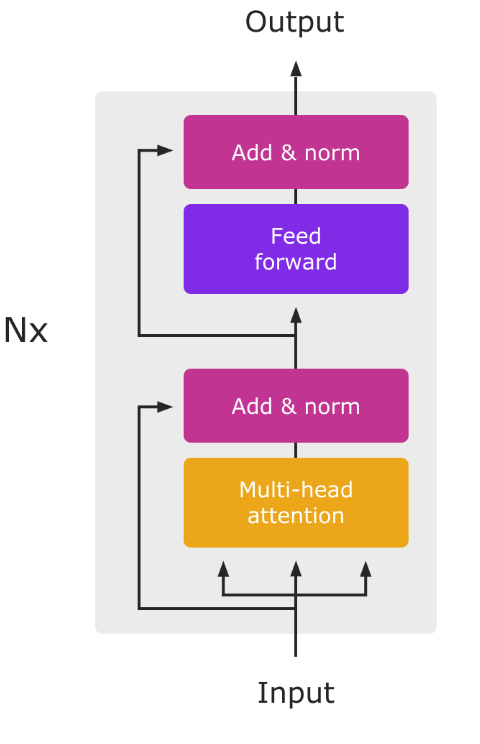 Output
Add & norm
Feed
forward
Nx
Add & norm
Multi-head
attention
Input